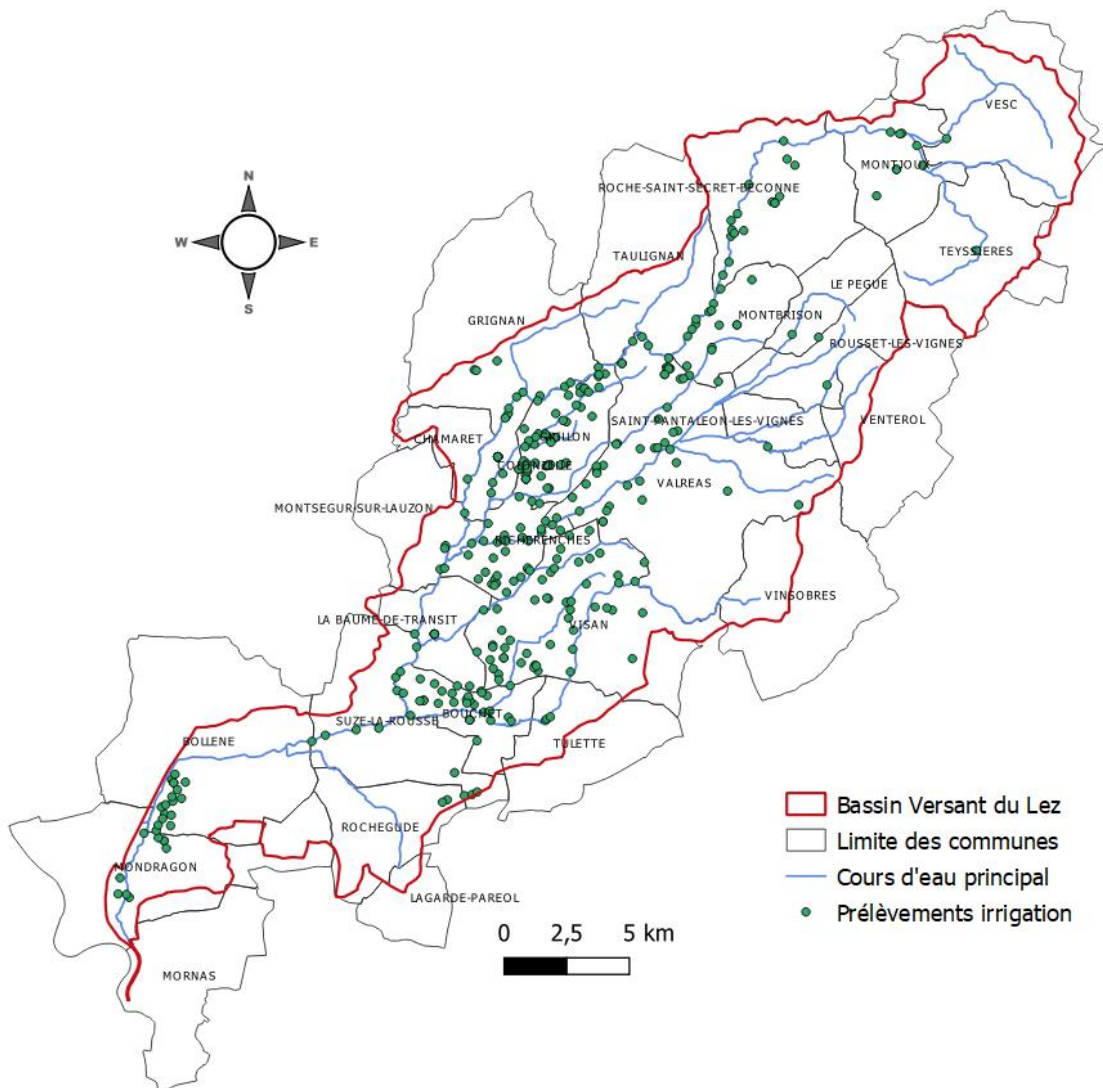 VESC
N
MONTJOUX
ROCHE-SAINT-SECRET-BECONNE
W
E
TEYSSIERES
TAULIGNAN
S
LE PEGUE
GRIGNAN
MONTBRISON
ROUSSET-LES-VIGNES
SAINT-PANTALEON-LES-VIGNES
VENTEROL
CHAMARET
GRILLON
COLONZELLE
VALREAS
MONTSEGUR-SUR-LAUZON
RICHERENCHES
VINSOBRES
LA BAUME-DE-TRANSIT
VISAN
SUZE-LA-ROUSSE
BOUCHET
BOLLENE
TULETTE
Bassin Versant du Lez
ROCHEGUDE
Limite des communes
MONDRAGON
Cours d'eau principal
LAGARDE-PAREOL
Prélèvements irrigation
0 2,5 5 km
MORNAS